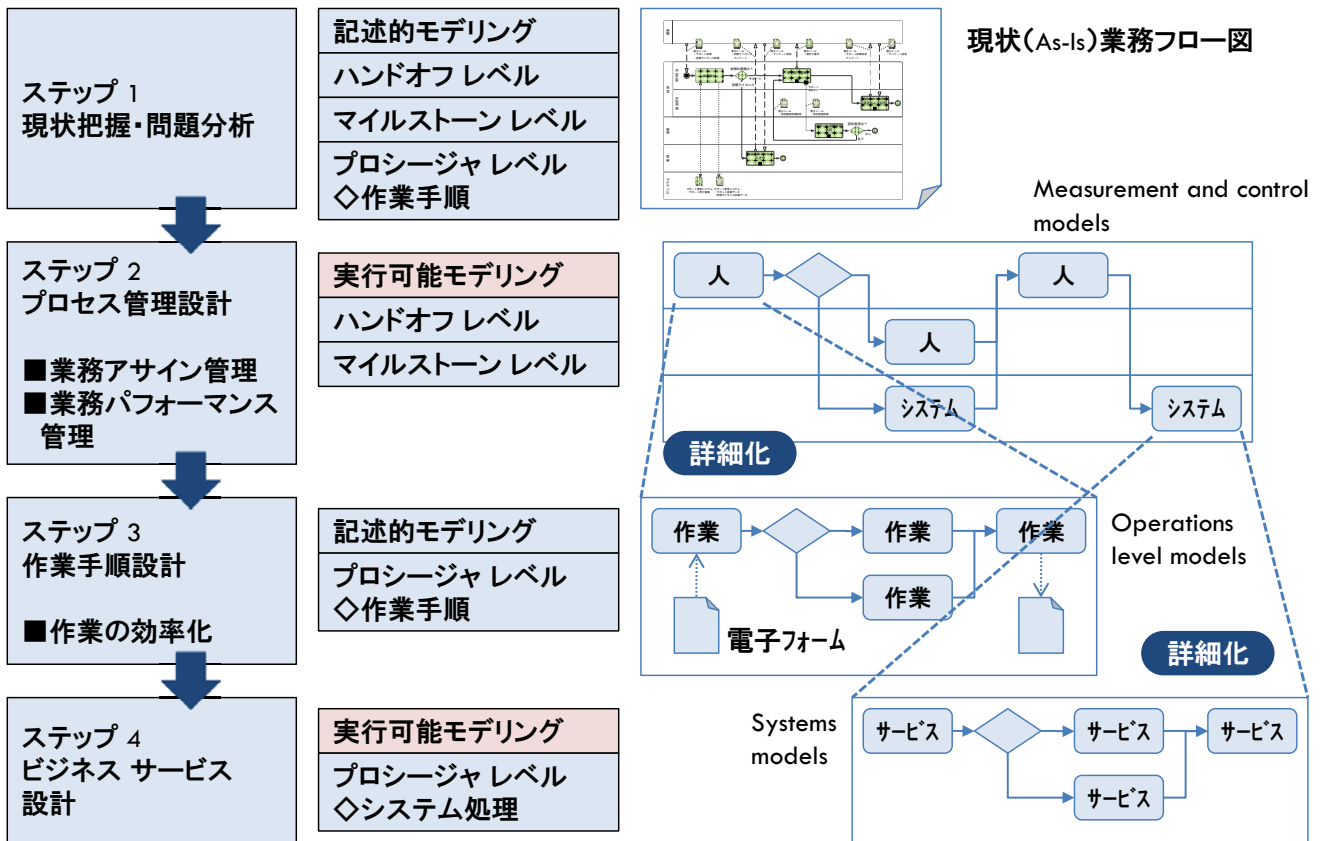 ステップ 1
現状把握・問題分析
記述的モデリング
ハンドオフ レベル
マイルストーン レベル
プロシージャ レベル
◇作業手順
現状(As-Is)業務フロー図
ステップ 2
プロセス管理設計
■業務アサイン管理
■業務パフォーマンス
管理
実行可能モデリング
ハンドオフ レベル
マイルストーン レベル
Measurement and control
models
人
人
人
システム
システム
詳細化
ステップ 3
作業手順設計
■作業の効率化
記述的モデリング
プロシージャ レベル
◇作業手順
作業
作業
作業
作業
電子フォーム
Operations
level models
詳細化
ステップ 4
ビジネス サービス
設計
実行可能モデリング
プロシージャ レベル
◇システム処理
Systems
models
サービス
サービス
サービス
サービス